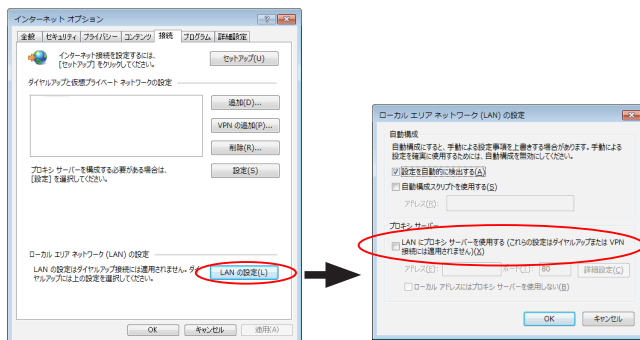 インターネット オプション
全般 セキュリティ プライバシー コンテンツ 接続 プログラム 詳細設定
インターネット接続を設定するには、
[セットアップ] をクリックしてください。
セットアップ(U)
ダイヤルアップと仮想プライベート ネットワークの設定
追加(D)...
VPN の追加(P)...
削除(R)...
プロキシ サーバーを構成する必要がある場合は、
[設定] を選択してください。
設定(S)
ローカル エリア ネットワーク (LAN) の設定
LAN の設定はダイヤルアップ接続には適用されません。ダイ
ヤルアップには上の設定を選択してください。
LAN の設定(L)
OK キャンセル 適用(A)
ローカル エリア ネットワーク (LAN) の設定
自動構成
自動構成にすると、手動による設定事項を上書きする場合があります。手動による
設定を確実に使用するためには、自動構成を無効にしてください。
設定を自動的に検出する(A)
自動構成スクリプトを使用する(S)
アドレス(R):
プロキシ サーバー
LAN にプロキシ サーバーを使用する (これらの設定はダイヤルアップまたは VPN
接続には適用されません)(X)
アドレス(E): ポート(T): 80 詳細設定(C)
ローカル アドレスにはプロキシ サーバーを使用しない(B)
OK キャンセル